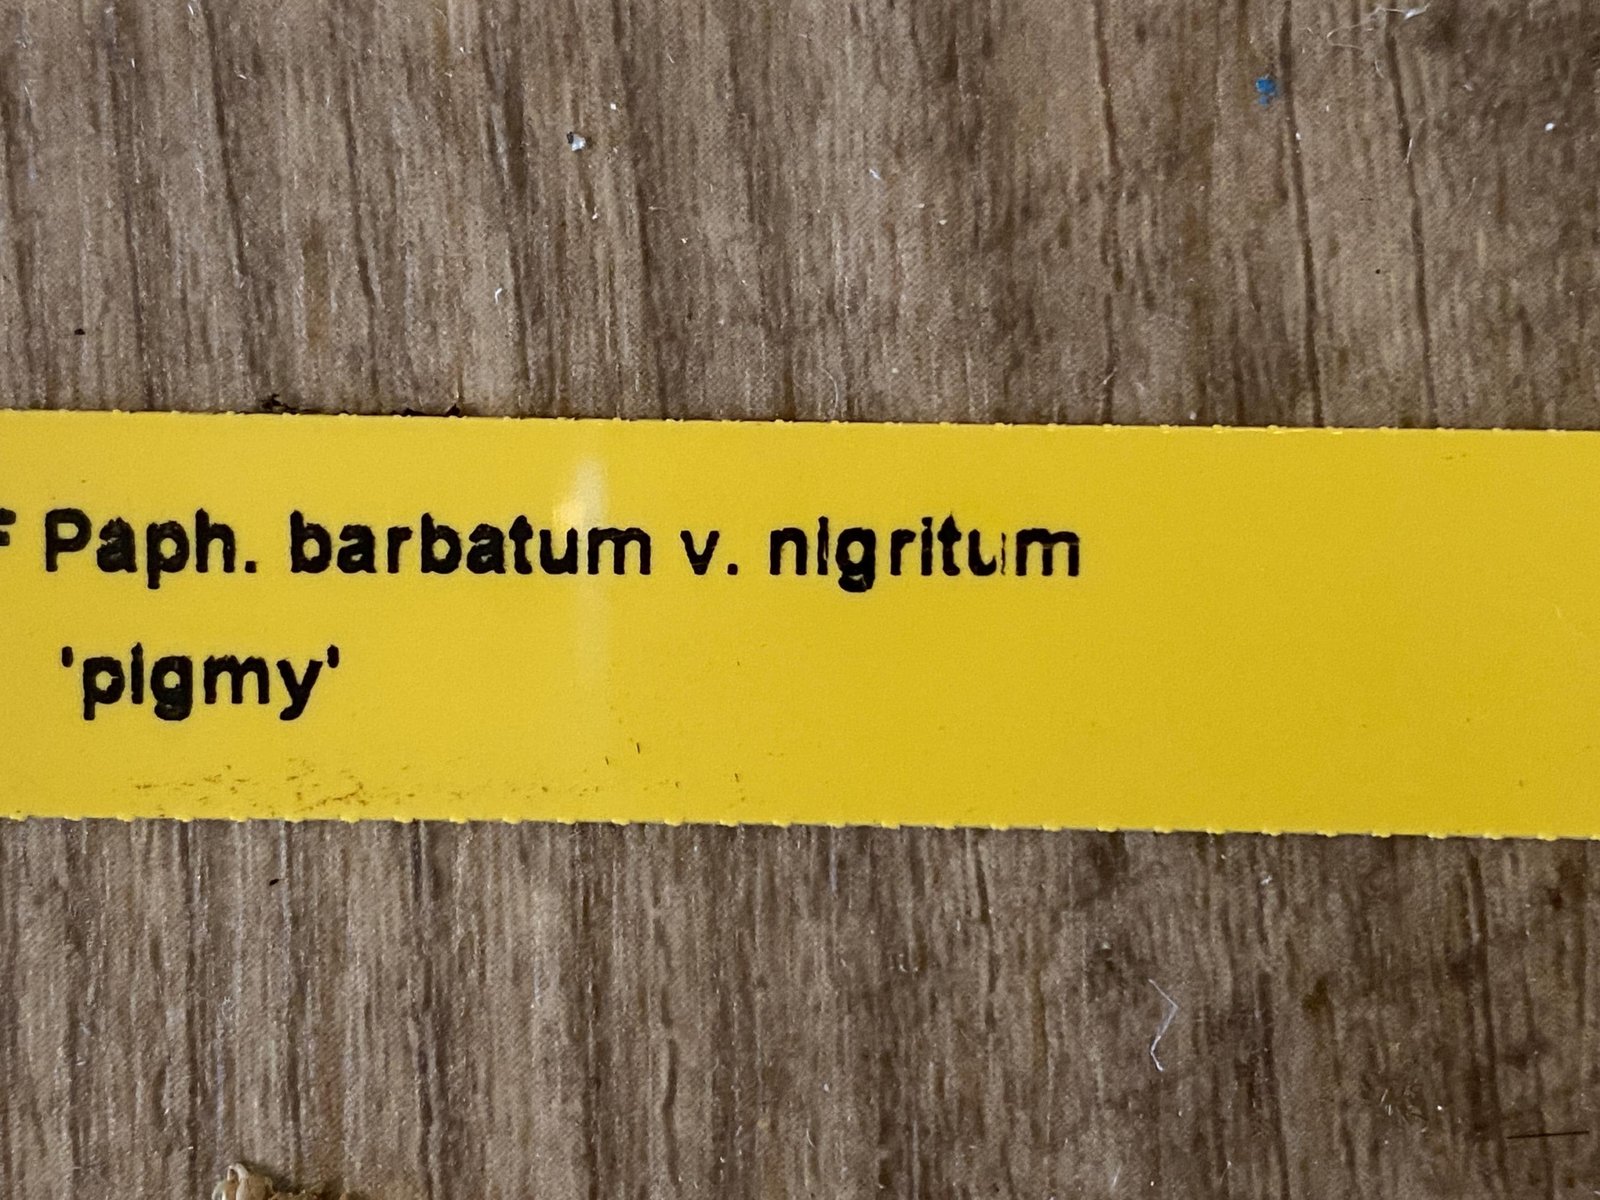 Paph. barbatum v. nigritum
'pigmy'